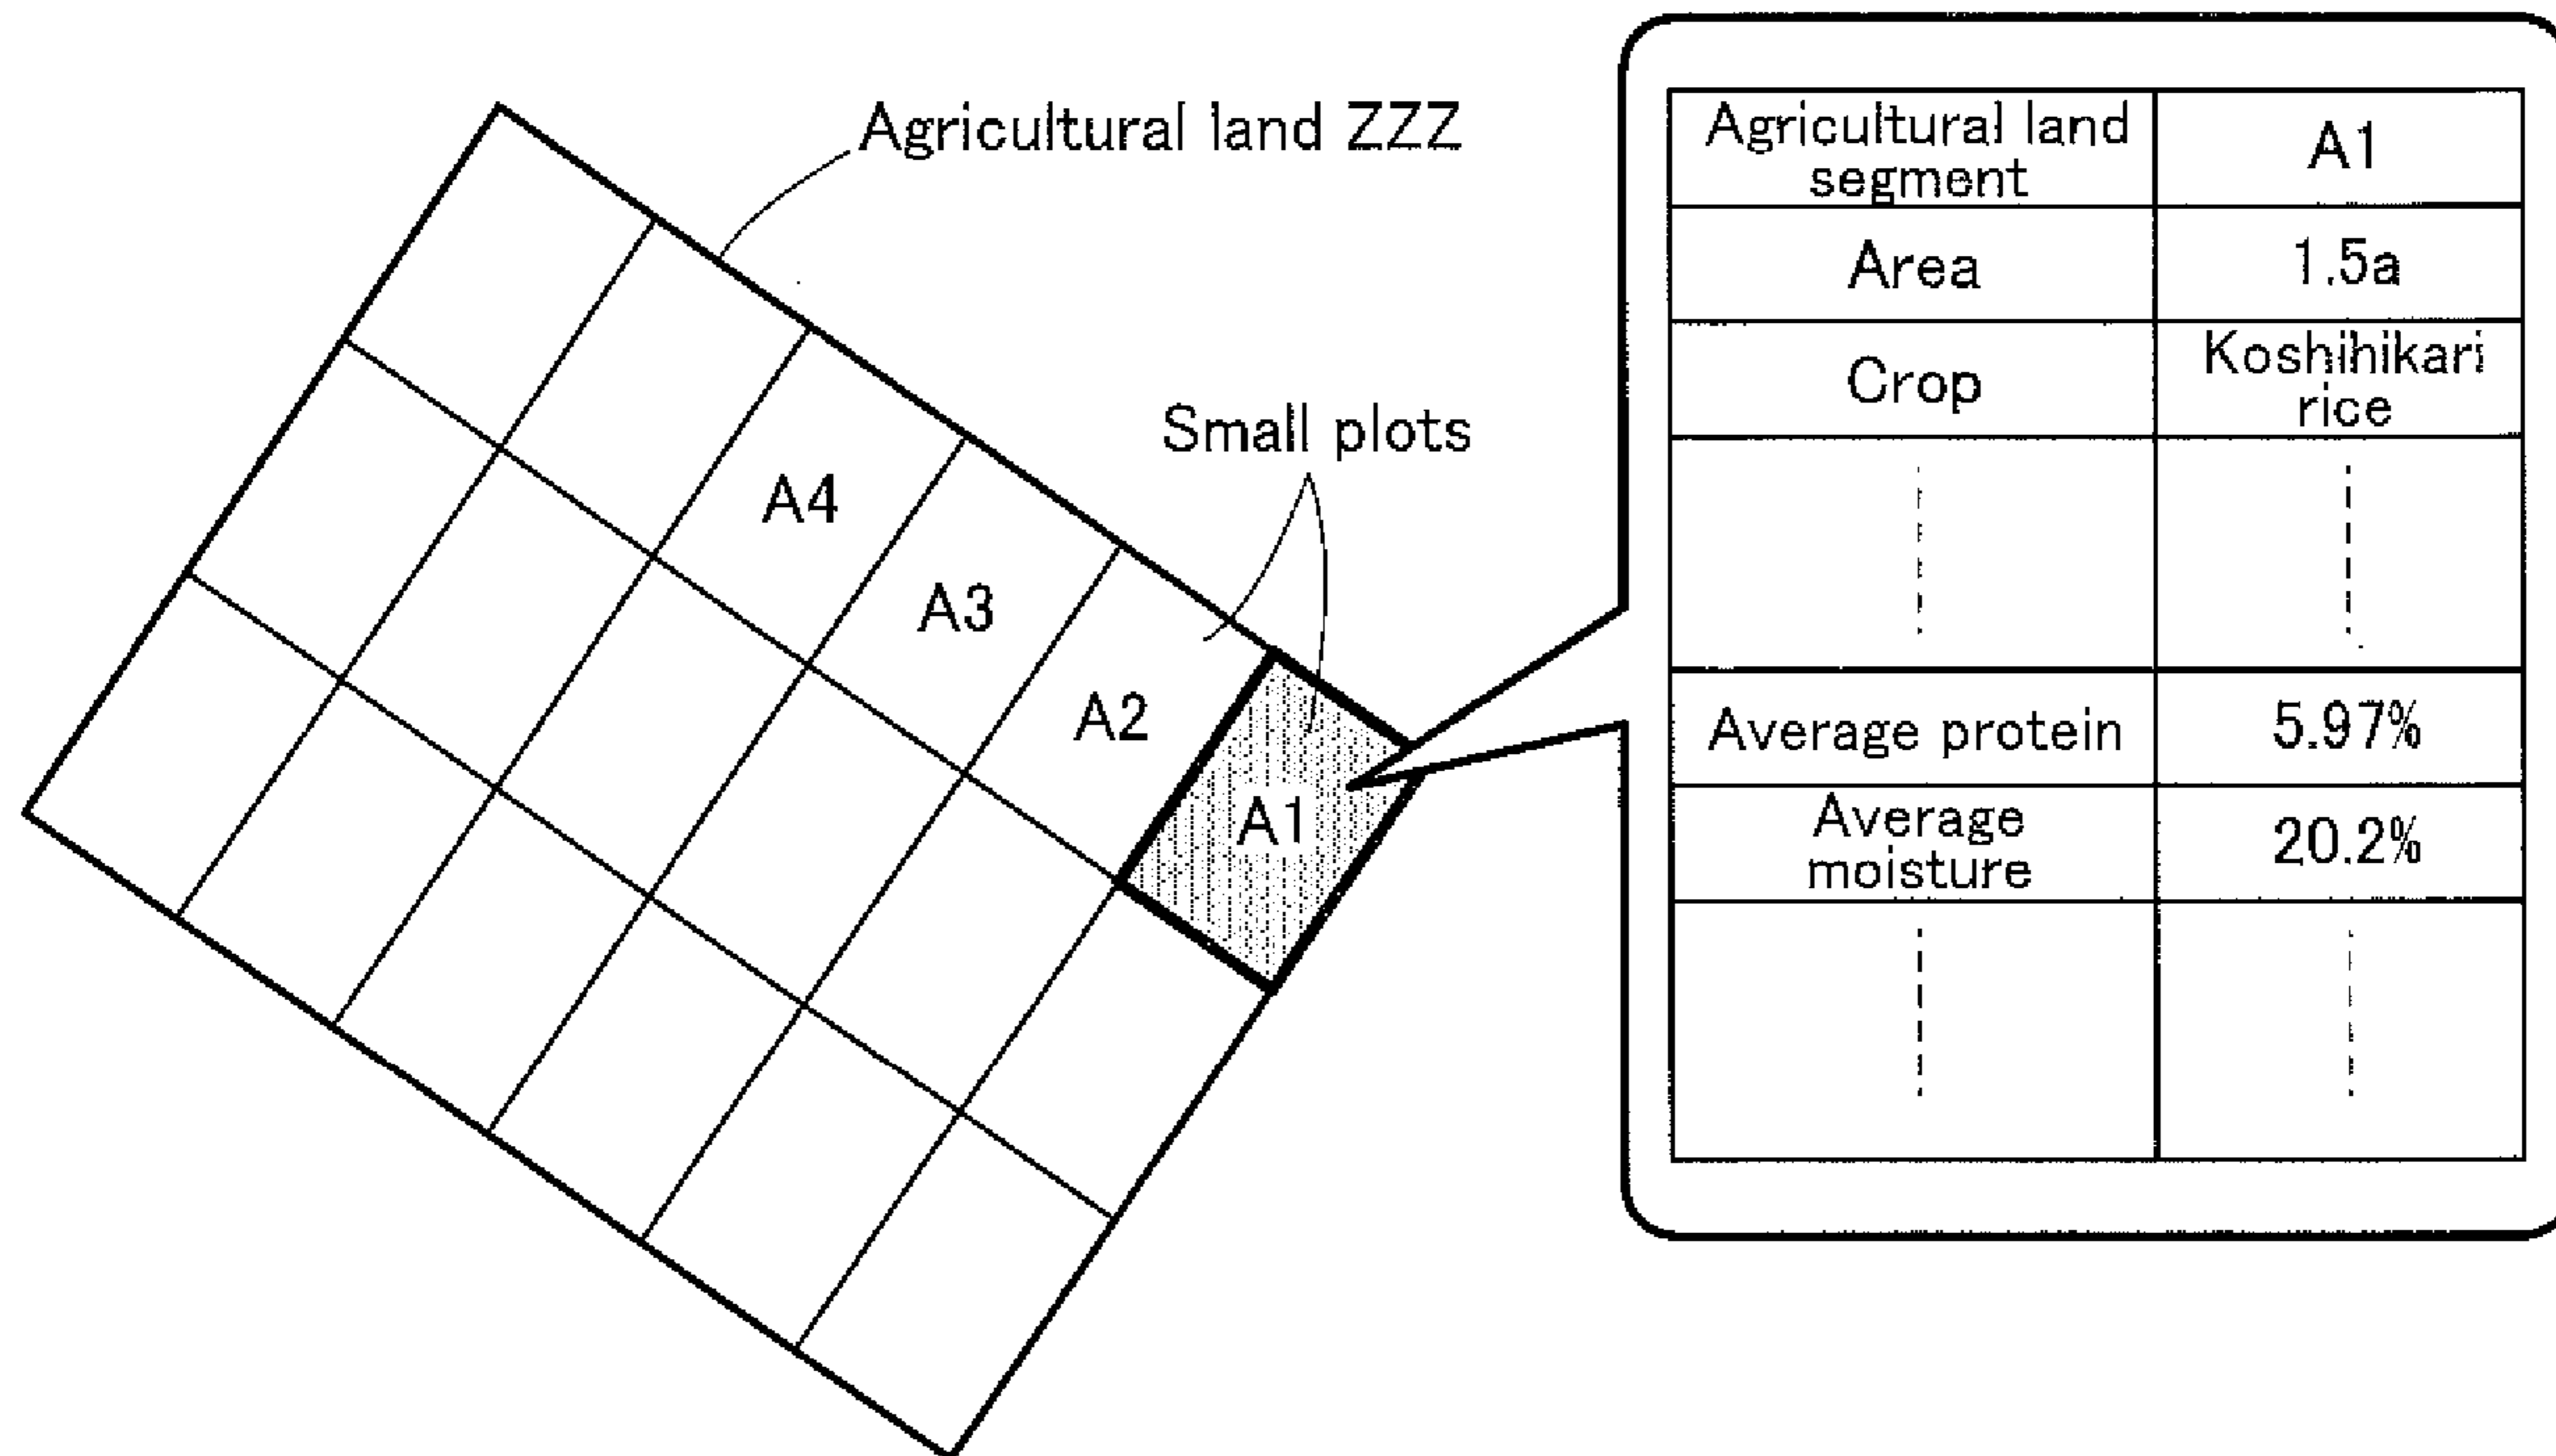 Agricultural land ZZZ
Small plots
A4
A3
A2
A1
Agricultural land
segment
A1
Area
1.5a
Crop
Koshihikari
rice
Average protein
5.97%
Average
moisture
20.2%